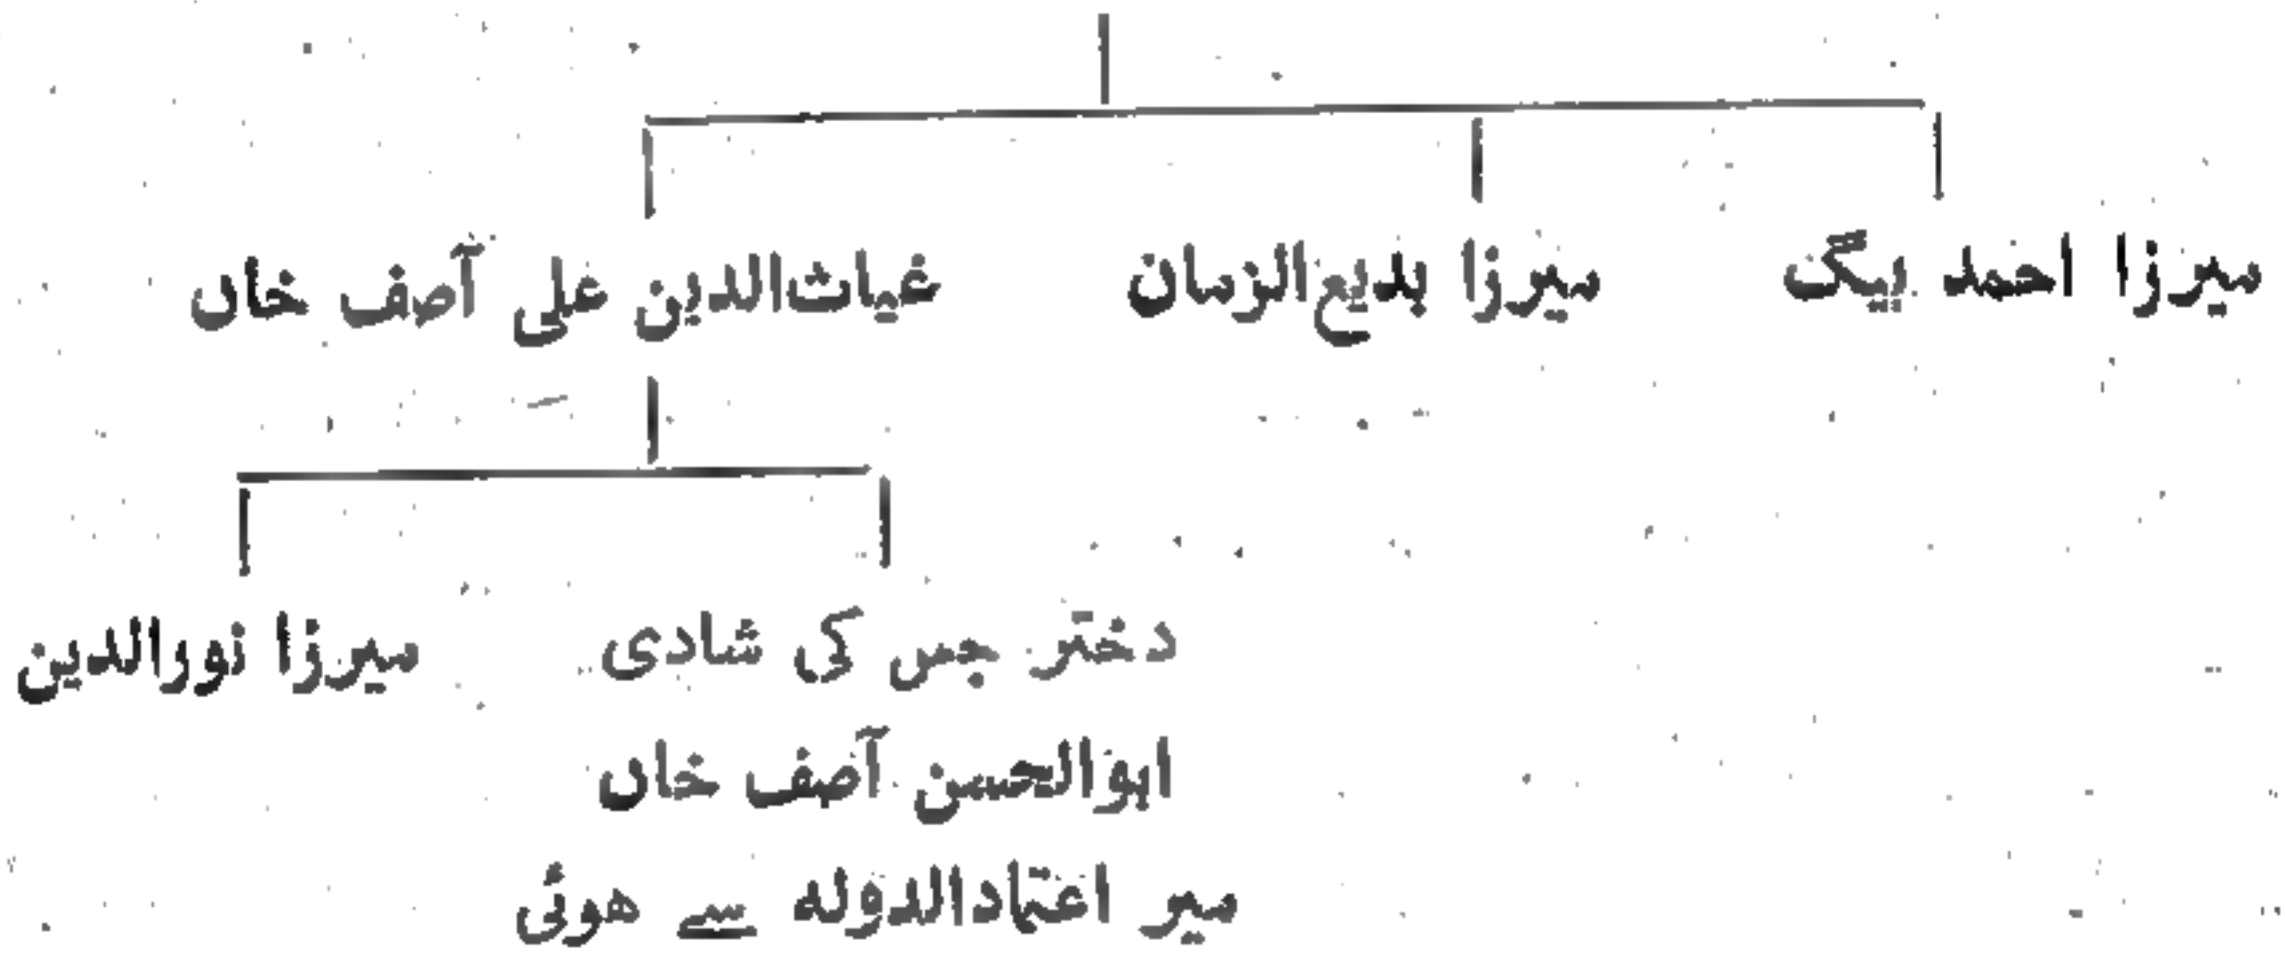 میرزا احمد بیگ میرزا بدیع‌الزمان غیاث‌الدین علی آصف خاں
دختر جس کی شادی میرزا نورالدین
ابوالحسن آصف خاں
میر اعتمادالدولہ سے ہوئی